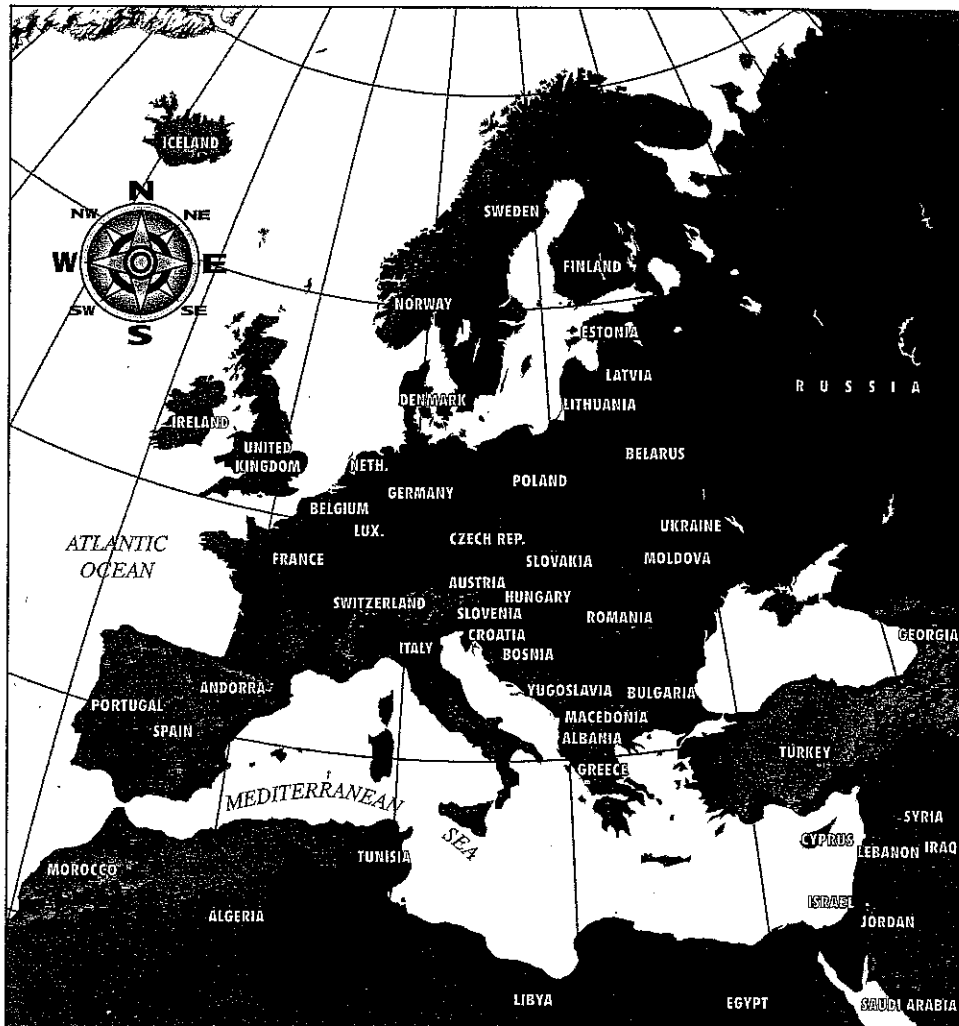 ICELAND
N
NW
NE
W
E
SW
SE
S
SWEDEN
FINLAND
NORWAY
ESTONIA
LATVIA
RUSSIA
DENMARK
LITHUANIA
IRELAND
UNITED
KINGDOM
BELARUS
NETH.
POLAND
GERMANY
BELGIUM
LUX.
UKRAINE
ATLANTIC
OCEAN
CZECH REP.
FRANCE
SLOVAKIA
MOLDOVA
AUSTRIA
HUNGARY
SWITZERLAND
SLOVENIA
ROMANIA
CROATIA
GEORGIA
ITALY
BOSNIA
ANDORRA
YUGOSLAVIA
BULGARIA
PORTUGAL
SPAIN
MACEDONIA
ALBANIA
TURKEY
GREECE
MEDITERRANEAN
SEA
SYRIA
CYPRUS
LEBANON
IRAQ
TUNISIA
MOROCCO
ISRAEL
ALGERIA
JORDAN
LIBYA
EGYPT
SAUDI ARABIA